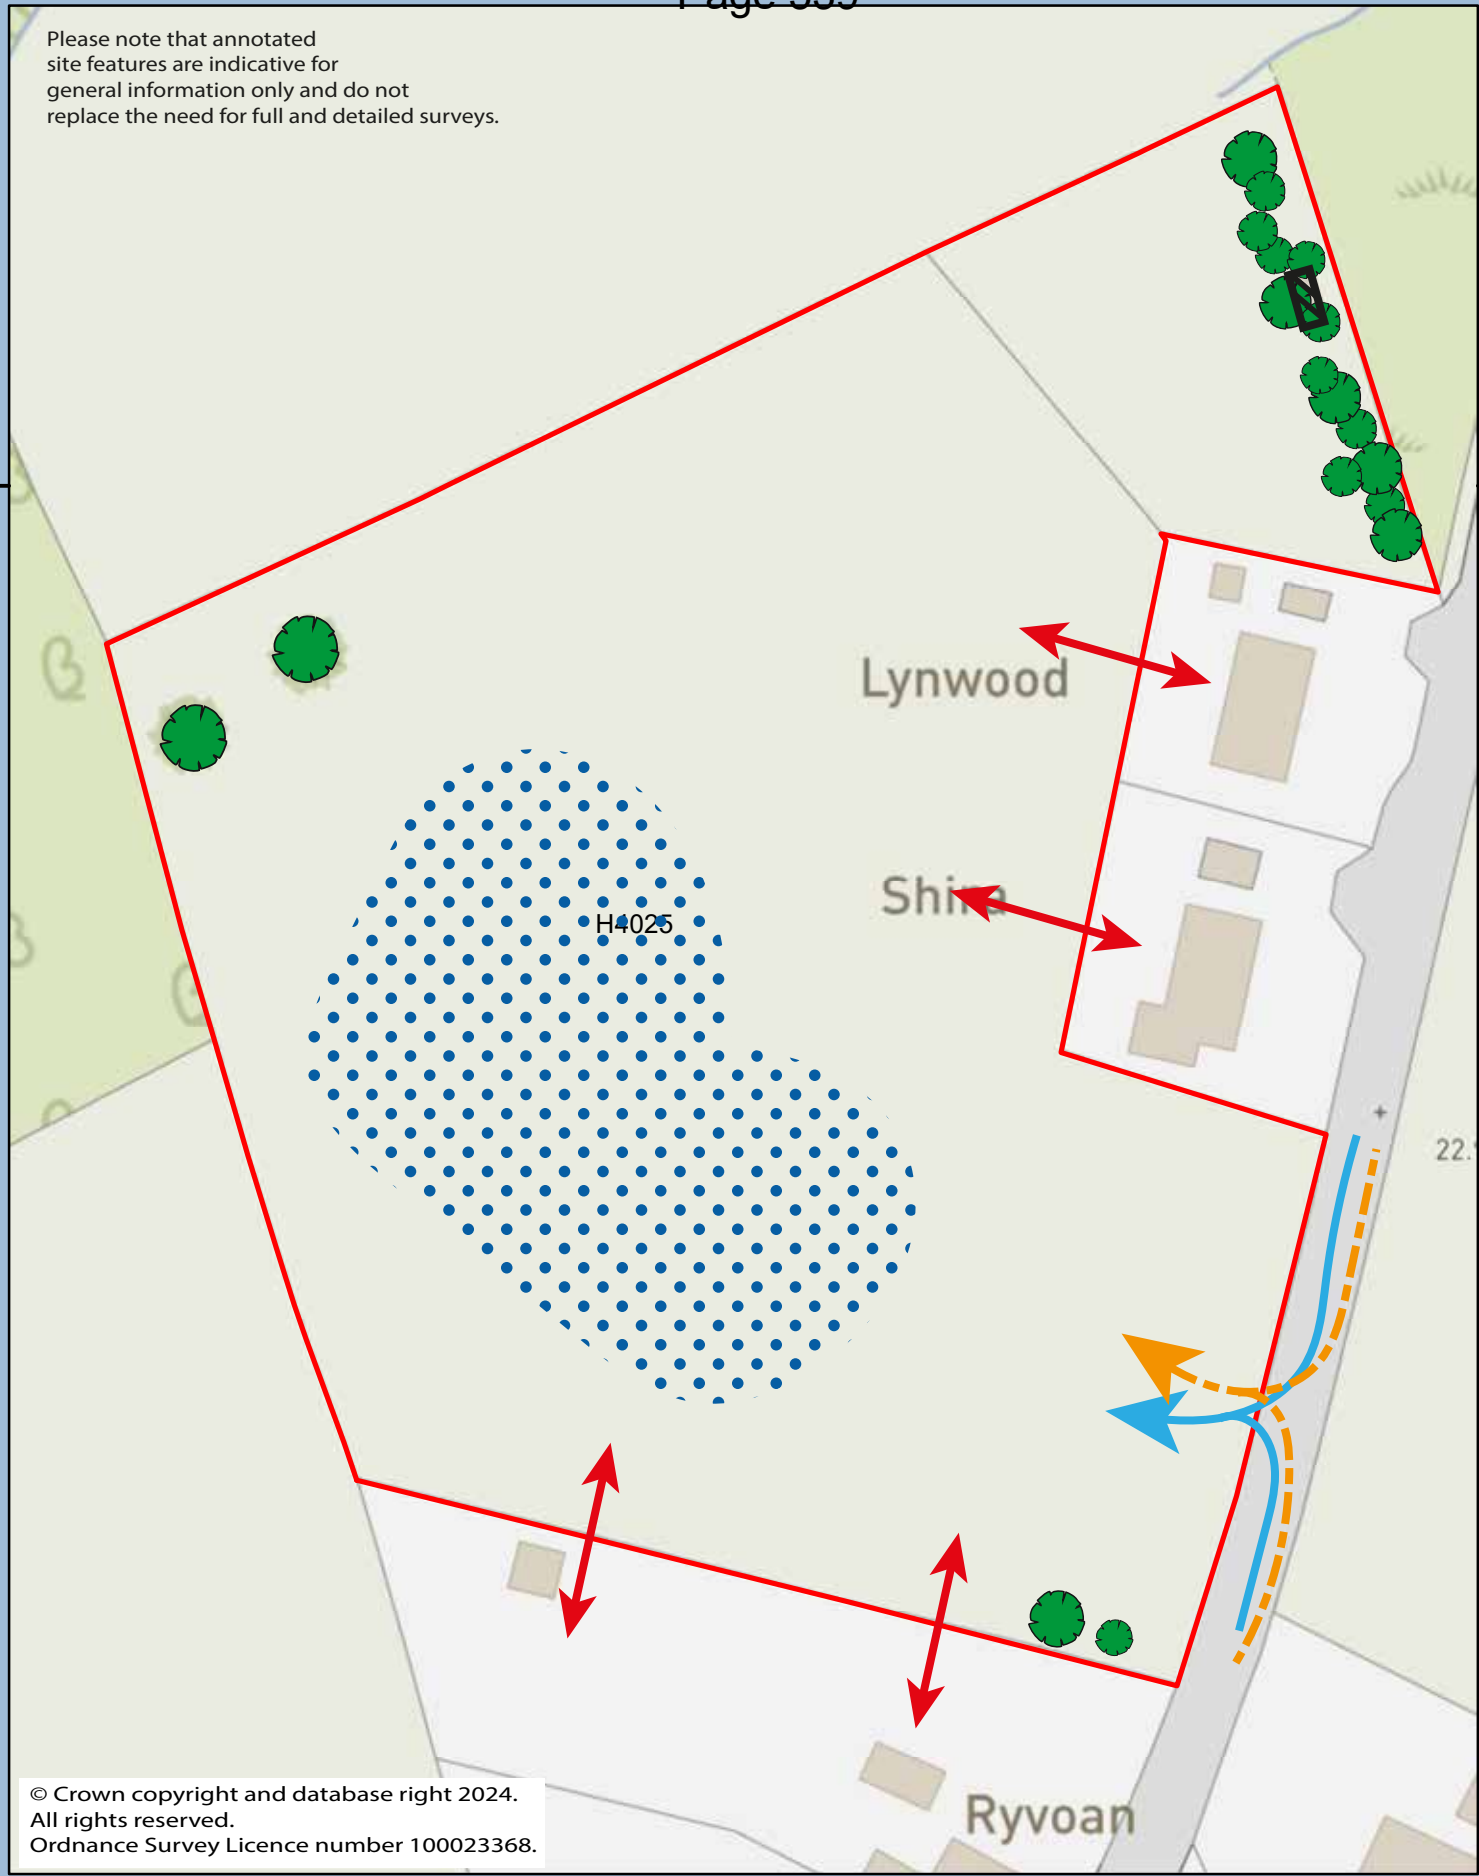 Please note that annotated
site features are indicative for
general information only and do not
replace the need for full and detailed surveys.
Lynwood
Shira
H4025
© Crown copyright and database right 2024.
All rights reserved.
Ordnance Survey Licence number 100023368.
Ryvoan